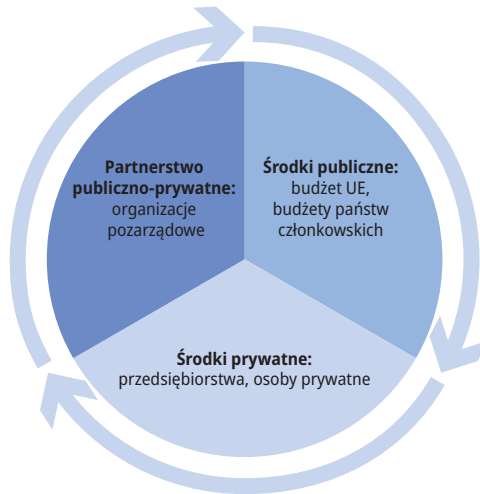 Partnerstwo
publiczno-prywatne:
organizacje
pozarządowe
Środki publiczne:
budżet UE,
budżety państw
członkowskich
Środki prywatne:
przedsiębiorstwa, osoby prywatne